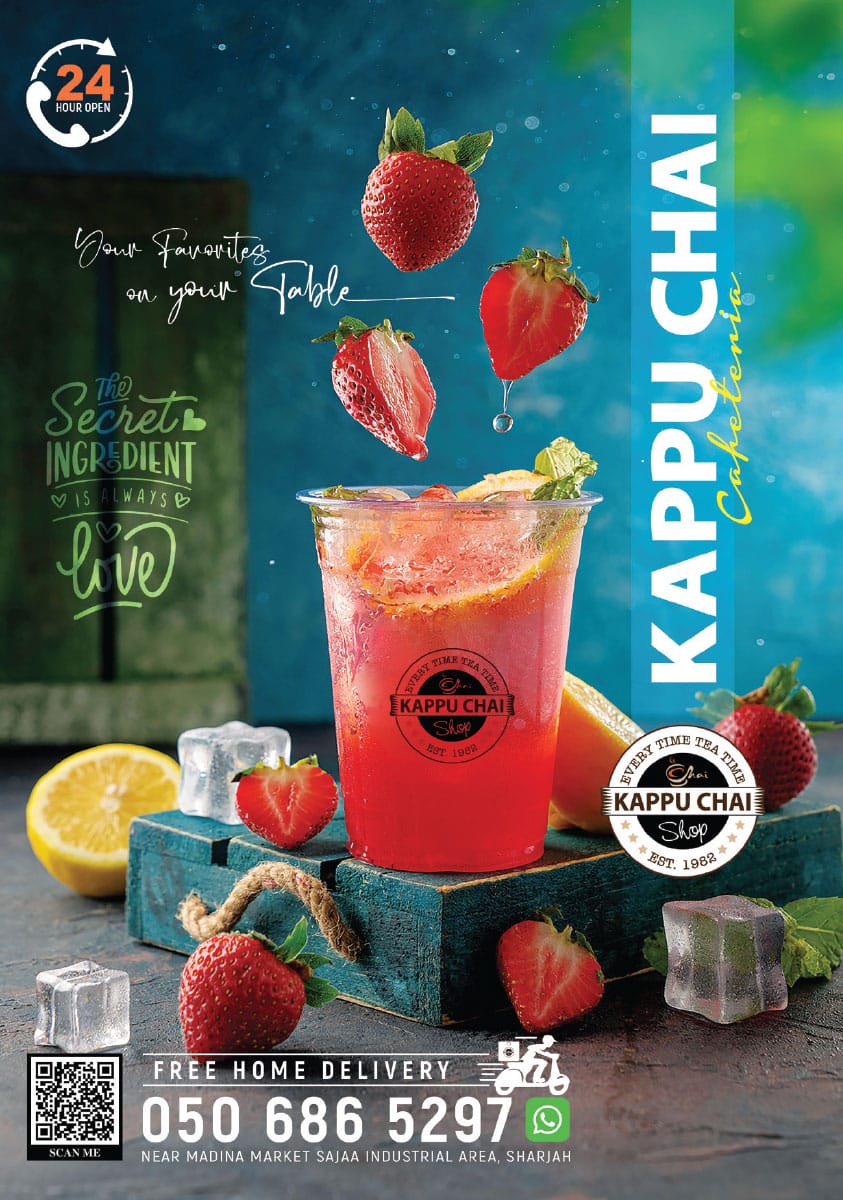 24
HOUR OPEN
Your Favorites
on your Table
The
Secret
INGREDIENT
IS ALWAYS
love
KAPPU CHAI
Cafeteria
EVERY TIME TEA TIME
Chai
KAPPU CHAI
Shop
EST. 1982
EVERY TIME TEA TIME
Chai
KAPPU CHAI
Shop
EST. 1982
FREE HOME DELIVERY
050 686 5297
NEAR MADINA MARKET SAJAA INDUSTRIAL AREA, SHARJAH
SCAN ME